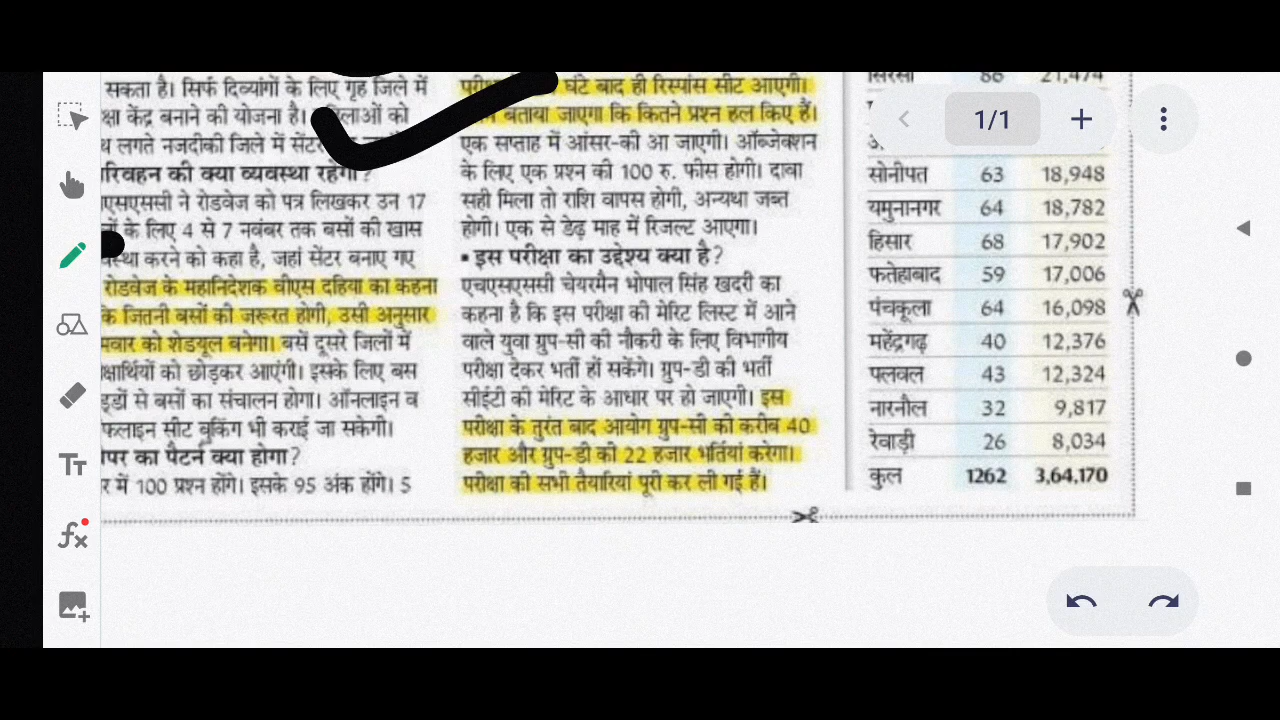 सकता है। सिर्फ दिव्यांगों के लिए गृह जिले में
क्षा केंद्र बनाने की योजना है। लाओं को
थ लगते नजदीकी जिले में सेंटर
रिवहन की क्या व्यवस्था रहेगी?
एसएससी ने रोडवेज को पत्र लिखकर उन 17
के लिए 4 से 7 नवंबर तक बसों की खास
स्था करने को कहा है, जहां सेंटर बनाए गए
रोडवेज के महानिदेशक वीएस दहिया का कहना
के जितनी बसों की जरूरत होगी, उसी अनुसार
मवार को शेडयूल बनेगा। बसें दूसरे जिलों में
क्षार्थियों को छोड़कर आएंगी। इसके लिए बस
ड्डों से बसों का संचालन होगा। ऑनलाइन व
फलाइन सीट बुकिंग भी कराई जा सकेगी।
पर का पैटर्न क्या होगा?
र में 100 प्रश्न होंगे। इसके 95 अंक होंगे। 5
घंटे बाद ही रिस्पांस सीट आएगी।
बताया जाएगा कि कितने प्रश्न हल किए हैं।
एक सप्ताह में आंसर-की आ जाएगी। ऑब्जेक्शन
के लिए एक प्रश्न की 100 रु. फीस होगी। दावा
सही मिला तो राशि वापस होगी, अन्यथा जब्त
होगी। एक से डेढ़ माह में रिजल्ट आएगा।
▪ इस परीक्षा का उद्देश्य क्या है?
एचएसएससी चेयरमैन भोपाल सिंह खदरी का
कहना है कि इस परीक्षा की मेरिट लिस्ट में आने
वाले युवा ग्रुप-सी की नौकरी के लिए विभागीय
परीक्षा देकर भर्ती हो सकेंगे। ग्रुप-डी की भर्ती
सीईटी की मेरिट के आधार पर हो जाएगी। इस
परीक्षा के तुरंत बाद आयोग ग्रुप-सी की करीब 40
हजार और ग्रुप-डी की 22 हजार भर्तियां करेगा।
परीक्षा की सभी तैयारियां पूरी कर ली गई हैं।
सिरसा 86 21,474
सोनीपत 63 18,948
यमुनानगर 64 18,782
हिसार 68 17,902
फतेहाबाद 59 17,006
पंचकूला 64 16,098
महेंद्रगढ़ 40 12,376
पलवल 43 12,324
नारनौल 32 9,817
रेवाड़ी 26 8,034
कुल 1262 3,64,170
1/1
Tт
fx